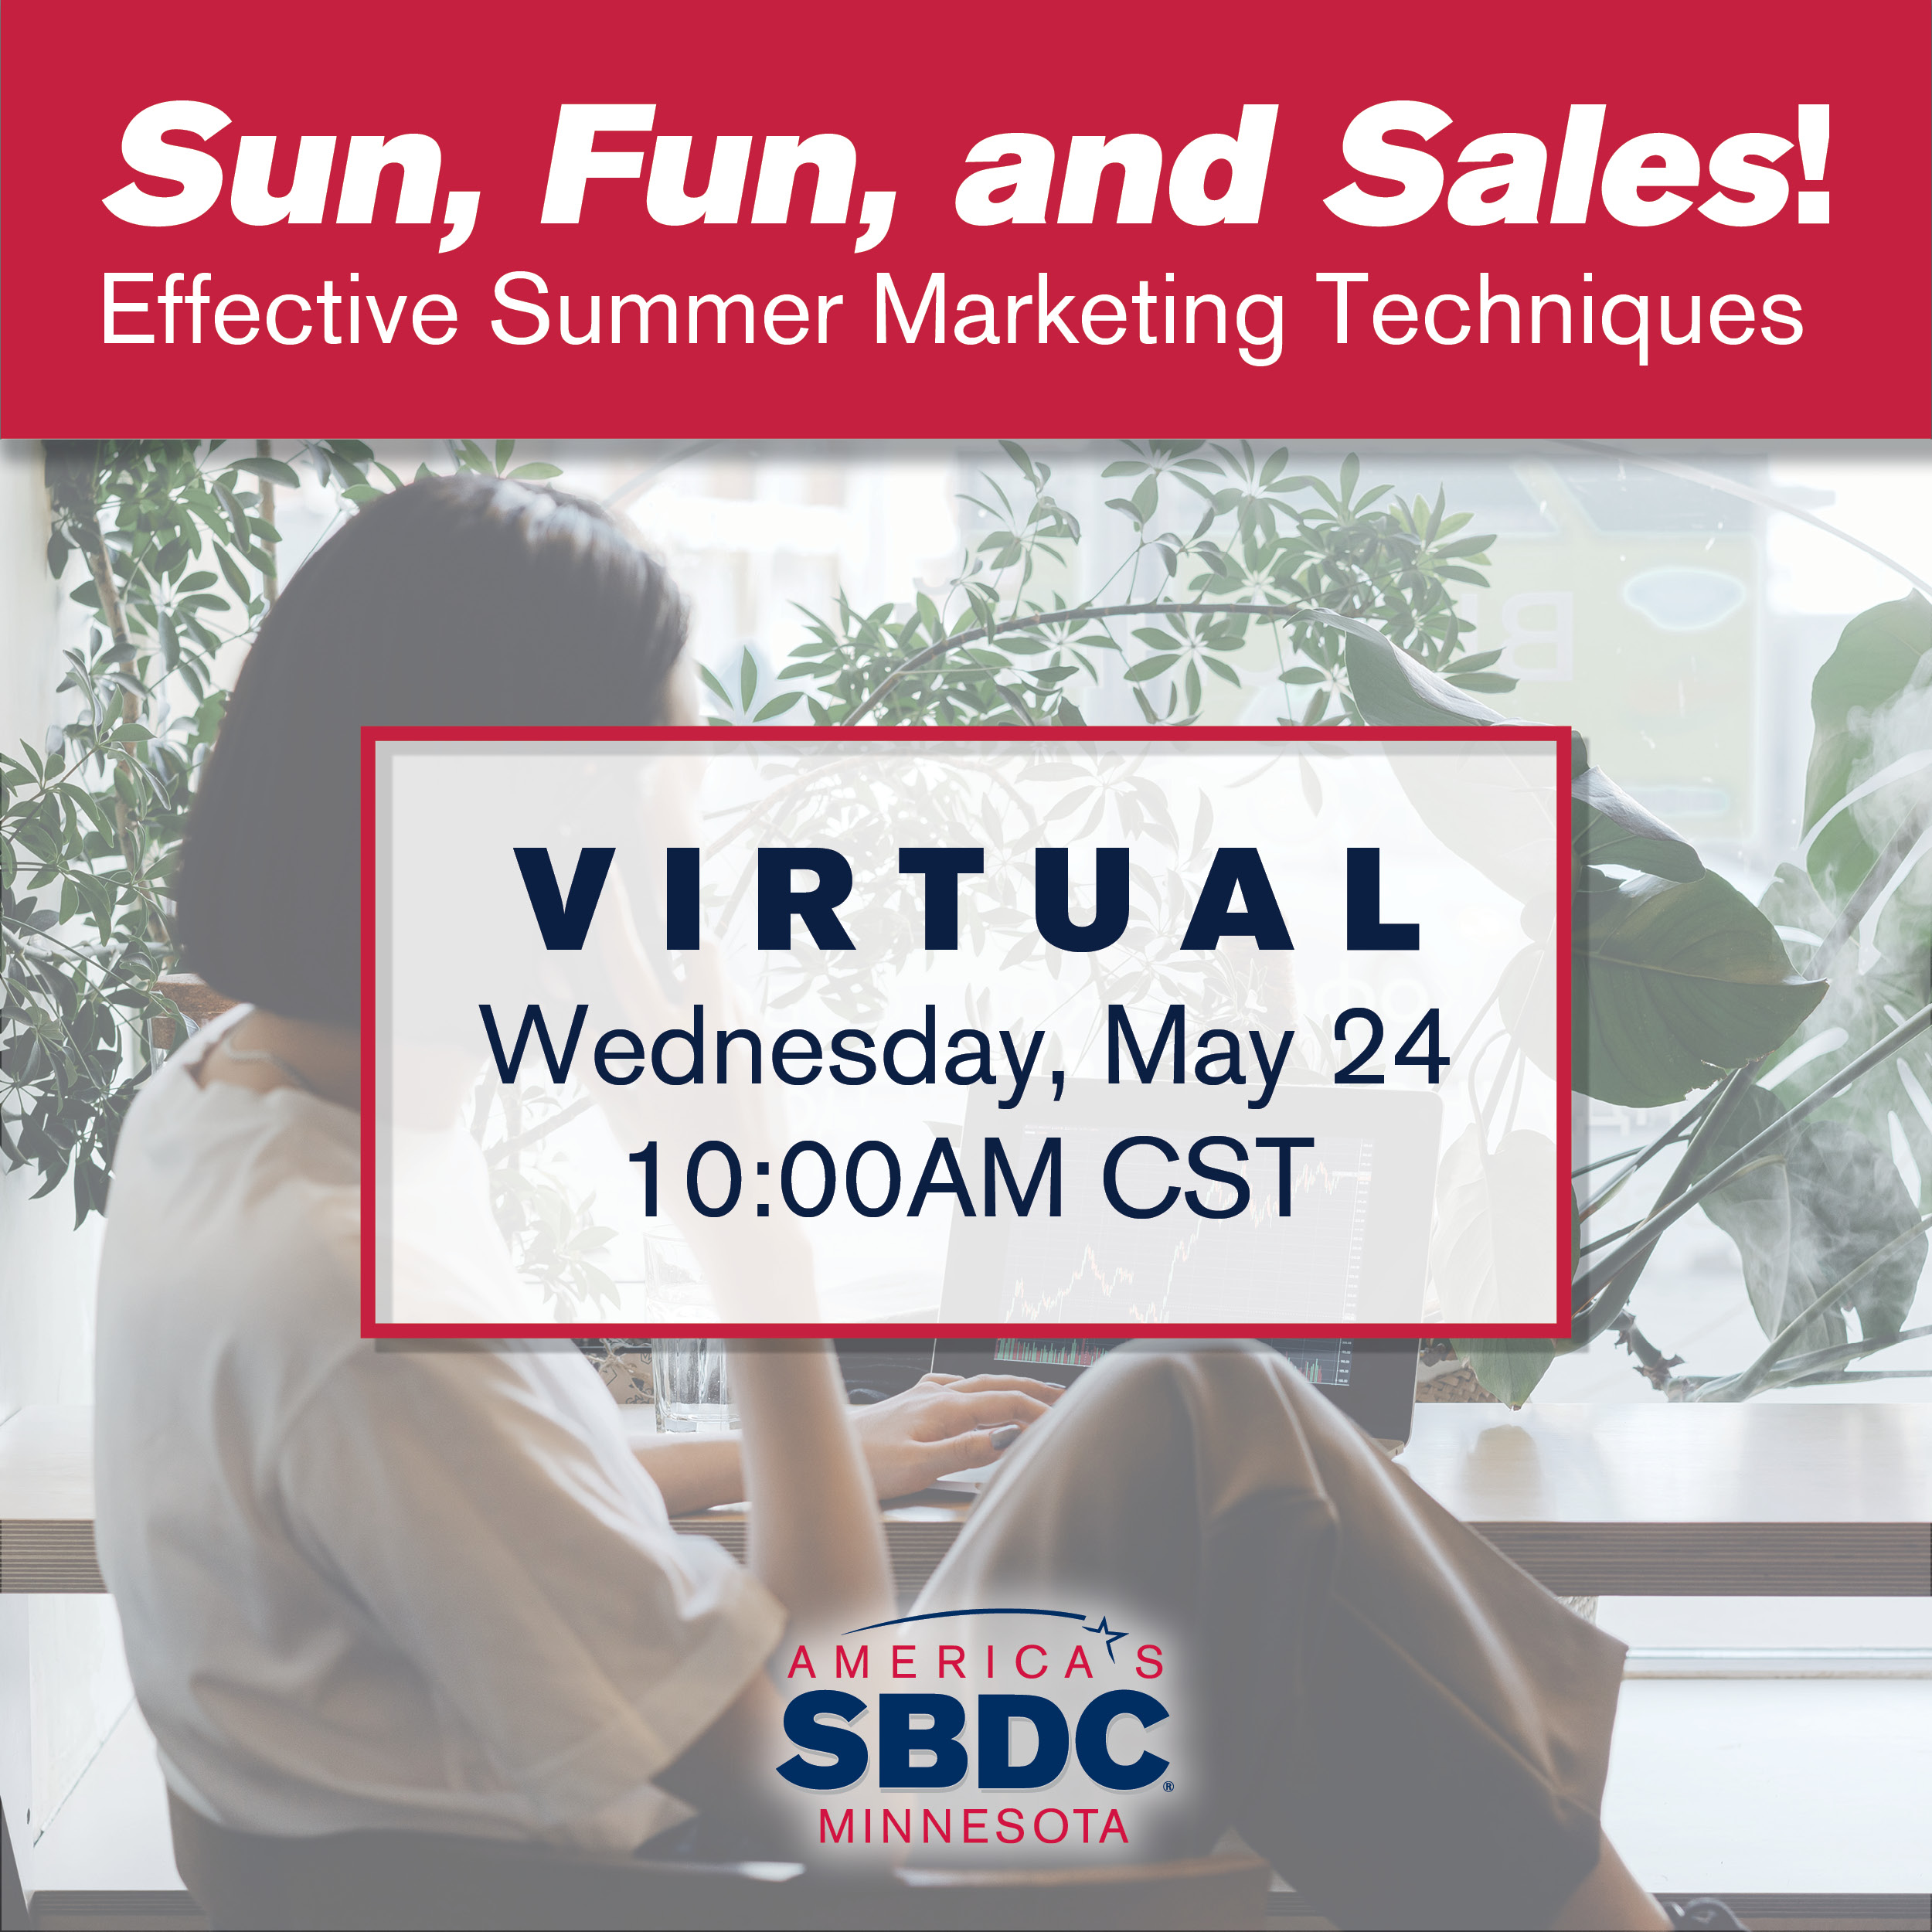 Sun, Fun, and Sales!
Effective Summer Marketing Techniques
VIRTUAL
Wednesday, May 24
10:00AM CST
AMERICA'S
SBDC®
MINNESOTA